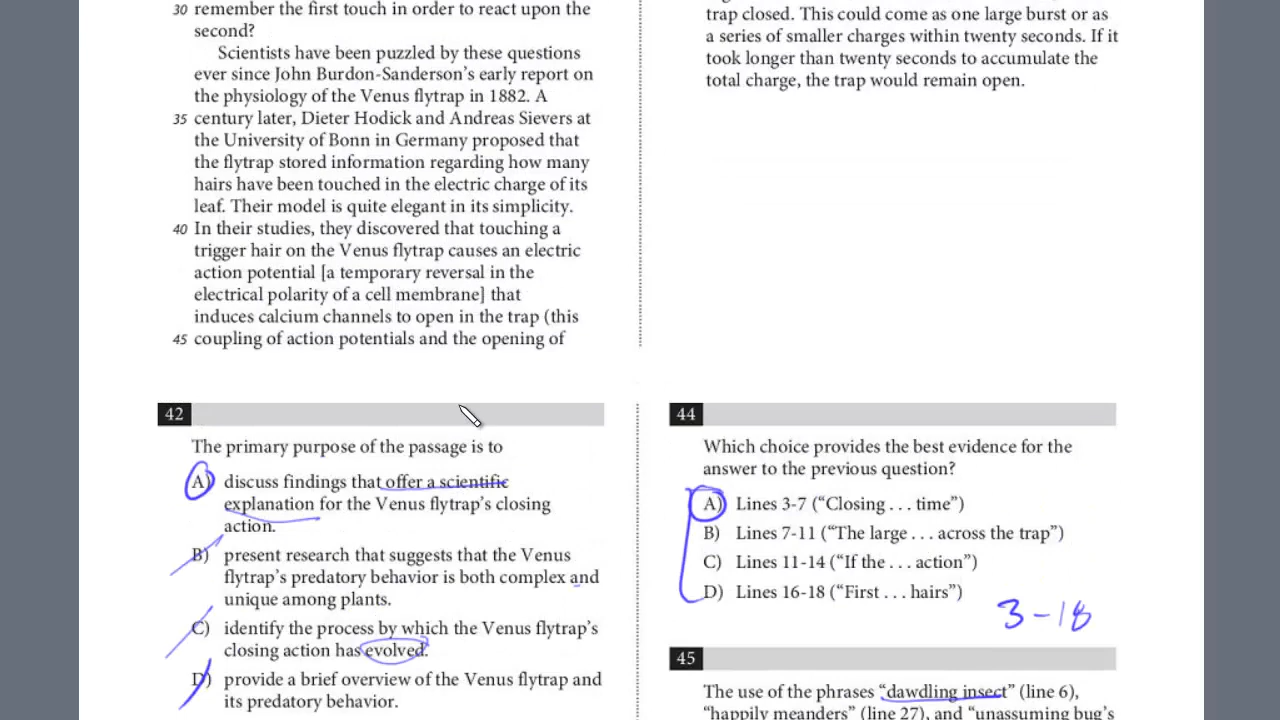 30 remember the first touch in order to react upon the
second?
Scientists have been puzzled by these questions
ever since John Burdon-Sanderson's early report on
the physiology of the Venus flytrap in 1882. A
35 century later, Dieter Hodick and Andreas Sievers at
the University of Bonn in Germany proposed that
the flytrap stored information regarding how many
hairs have been touched in the electric charge of its
leaf. Their model is quite elegant in its simplicity.
40 In their studies, they discovered that touching a
trigger hair on the Venus flytrap causes an electric
action potential [a temporary reversal in the
electrical polarity of a cell membrane] that
induces calcium channels to open in the trap (this
45 coupling of action potentials and the opening of
trap closed. This could come as one large burst or as
a series of smaller charges within twenty seconds. If it
took longer than twenty seconds to accumulate the
total charge, the trap would remain open.
42
The primary purpose of the passage is to
A) discuss findings that offer a scientific
explanation for the Venus flytrap's closing
action.
B) present research that suggests that the Venus
flytrap's predatory behavior is both complex and
unique among plants.
C) identify the process by which the Venus flytrap's
closing action has evolved.
D) provide a brief overview of the Venus flytrap and
its predatory behavior.
44
Which choice provides the best evidence for the
answer to the previous question?
A) Lines 3-7 ("Closing . . . time")
B) Lines 7-11 ("The large . . . across the trap")
C) Lines 11-14 ("If the . . . action")
D) Lines 16-18 ("First . . . hairs")
3-18
45
The use of the phrases "dawdling insect" (line 6),
"happily meanders" (line 27), and "unassuming bug's